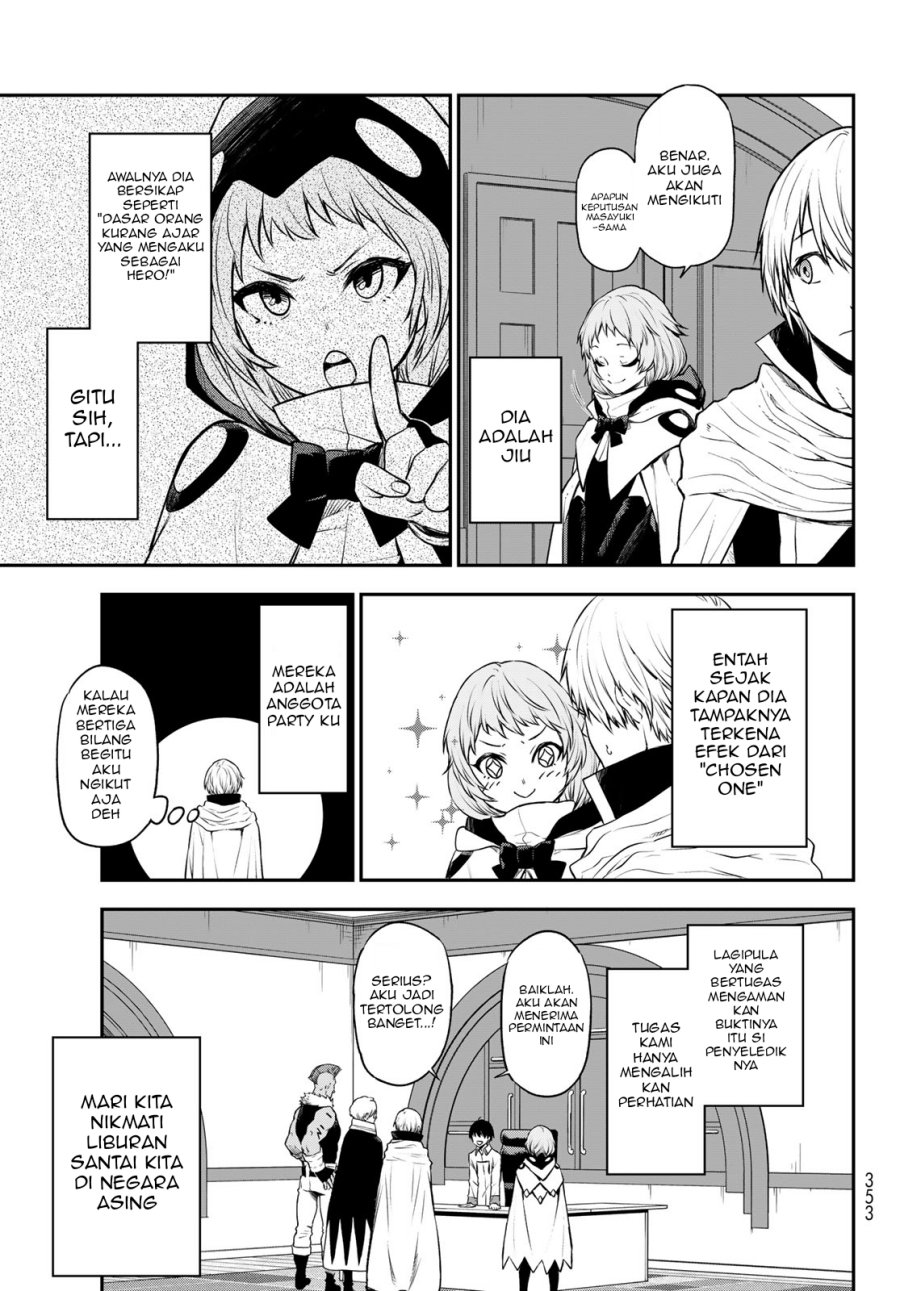 BENAR.
AKU JUGA
AKAN
MENGIKUTI
APAPUN
KEPUTUSAN
MASAYUKI
-SAMA
DIA
ADALAH
JIU
AWALNYA DIA
BERSIKAP
SEPERTI
"DASAR ORANG
KURANG AJAR
YANG MENGAKU
SEBAGAI
HERO!"
GITU
SIH,
TAPI...
ENTAH
SEJAK
KAPAN DIA
TAMPAKNYA
TERKENA
EFEK DARI
"CHOSEN
ONE"
MEREKA
ADALAH
ANGGOTA
PARTY KU
KALAU
MEREKA
BERTIGA
BILANG
BEGITU
AKU
NGIKUT
AJA
DEH
LAGIPULA
YANG
BERTUGAS
MENGAMAN
KAN
BUKTINYA
ITU SI
PENYELEDIK
NYA
TUGAS
KAMI
HANYA
MENGALIH
KAN
PERHATIAN
BAIKLAH.
AKU AKAN
MENERIMA
PERMINTAAN
INI
SERIUS?
AKU JADI
TERTOLONG
BANGET...!
MARI KITA
NIKMATI
LIBURAN
SANTAI KITA
DI NEGARA
ASING
353